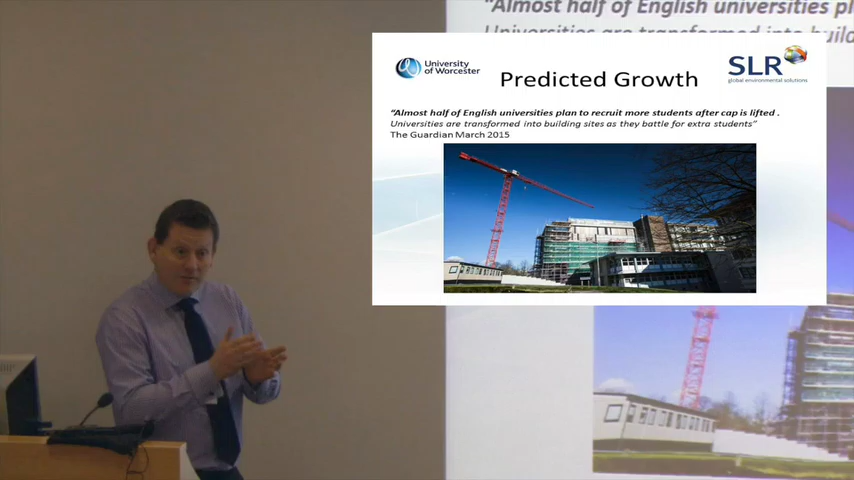 "Almost half of English universities pl
Universities are transformed into build
University
of Worcester
SLR
global environmental solutions
Predicted Growth
"Almost half of English universities plan to recruit more students after cap is lifted .
Universities are transformed into building sites as they battle for extra students"
The Guardian March 2015